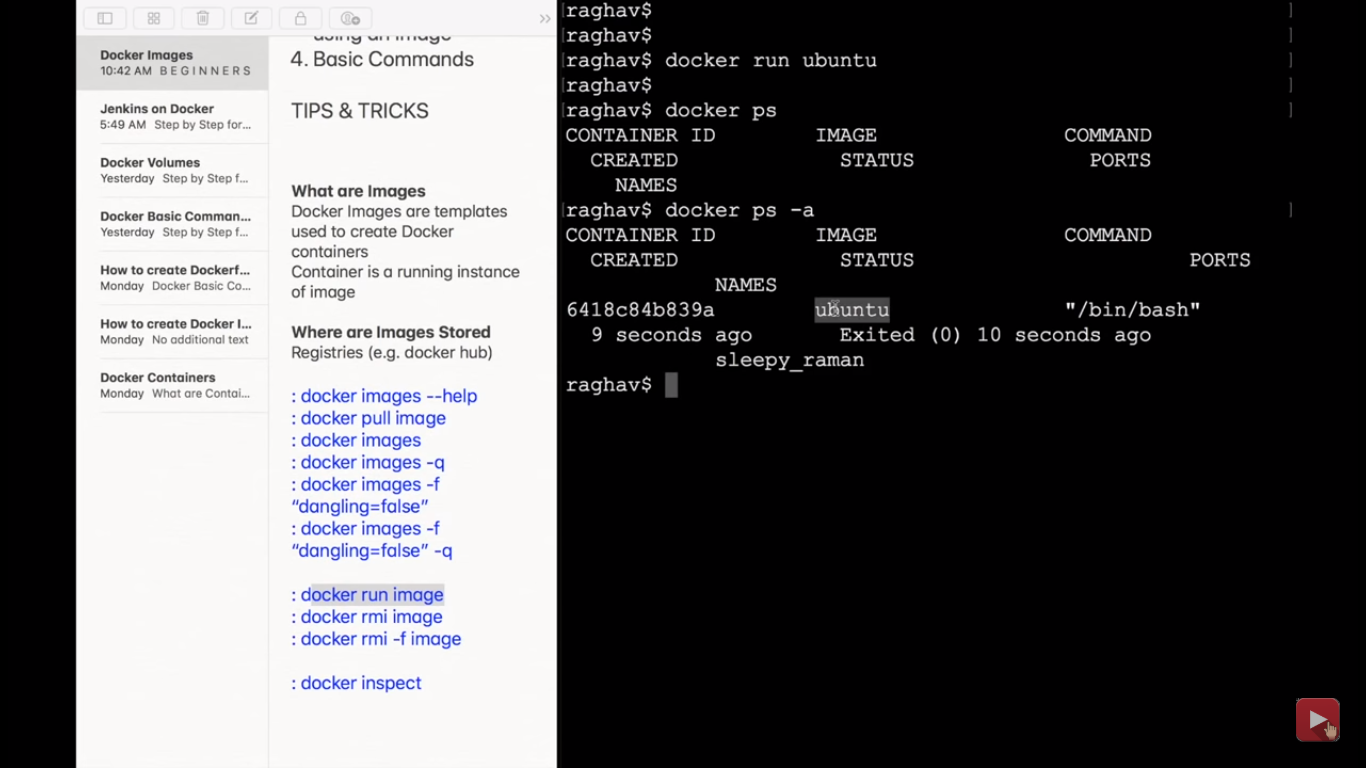 Docker Images
10:42 AM B E G I N N E R S
Jenkins on Docker
5:49 AM Step by Step for...
Docker Volumes
Yesterday Step by Step f...
Docker Basic Comman...
Yesterday Step by Step f...
How to create Dockerf...
Monday Docker Basic Co...
How to create Docker I...
Monday No additional text
Docker Containers
Monday What are Contai...
using an image
4. Basic Commands
TIPS & TRICKS
What are Images
Docker Images are templates
used to create Docker
containers
Container is a running instance
of image
Where are Images Stored
Registries (e.g. docker hub)
: docker images --help
: docker pull image
: docker images
: docker images -q
: docker images -f
“dangling=false”
: docker images -f
“dangling=false” -q
: docker run image
: docker rmi image
: docker rmi -f image
: docker inspect
[raghav$ ]
[raghav$ ]
[raghav$ docker run ubuntu ]
[raghav$ ]
[raghav$ docker ps ]
CONTAINER ID IMAGE COMMAND
CREATED STATUS PORTS
NAMES
[raghav$ docker ps -a ]
CONTAINER ID IMAGE COMMAND
CREATED STATUS PORTS
NAMES
6418c84b839a ubuntu "/bin/bash"
9 seconds ago Exited (0) 10 seconds ago
sleepy_raman
raghav$